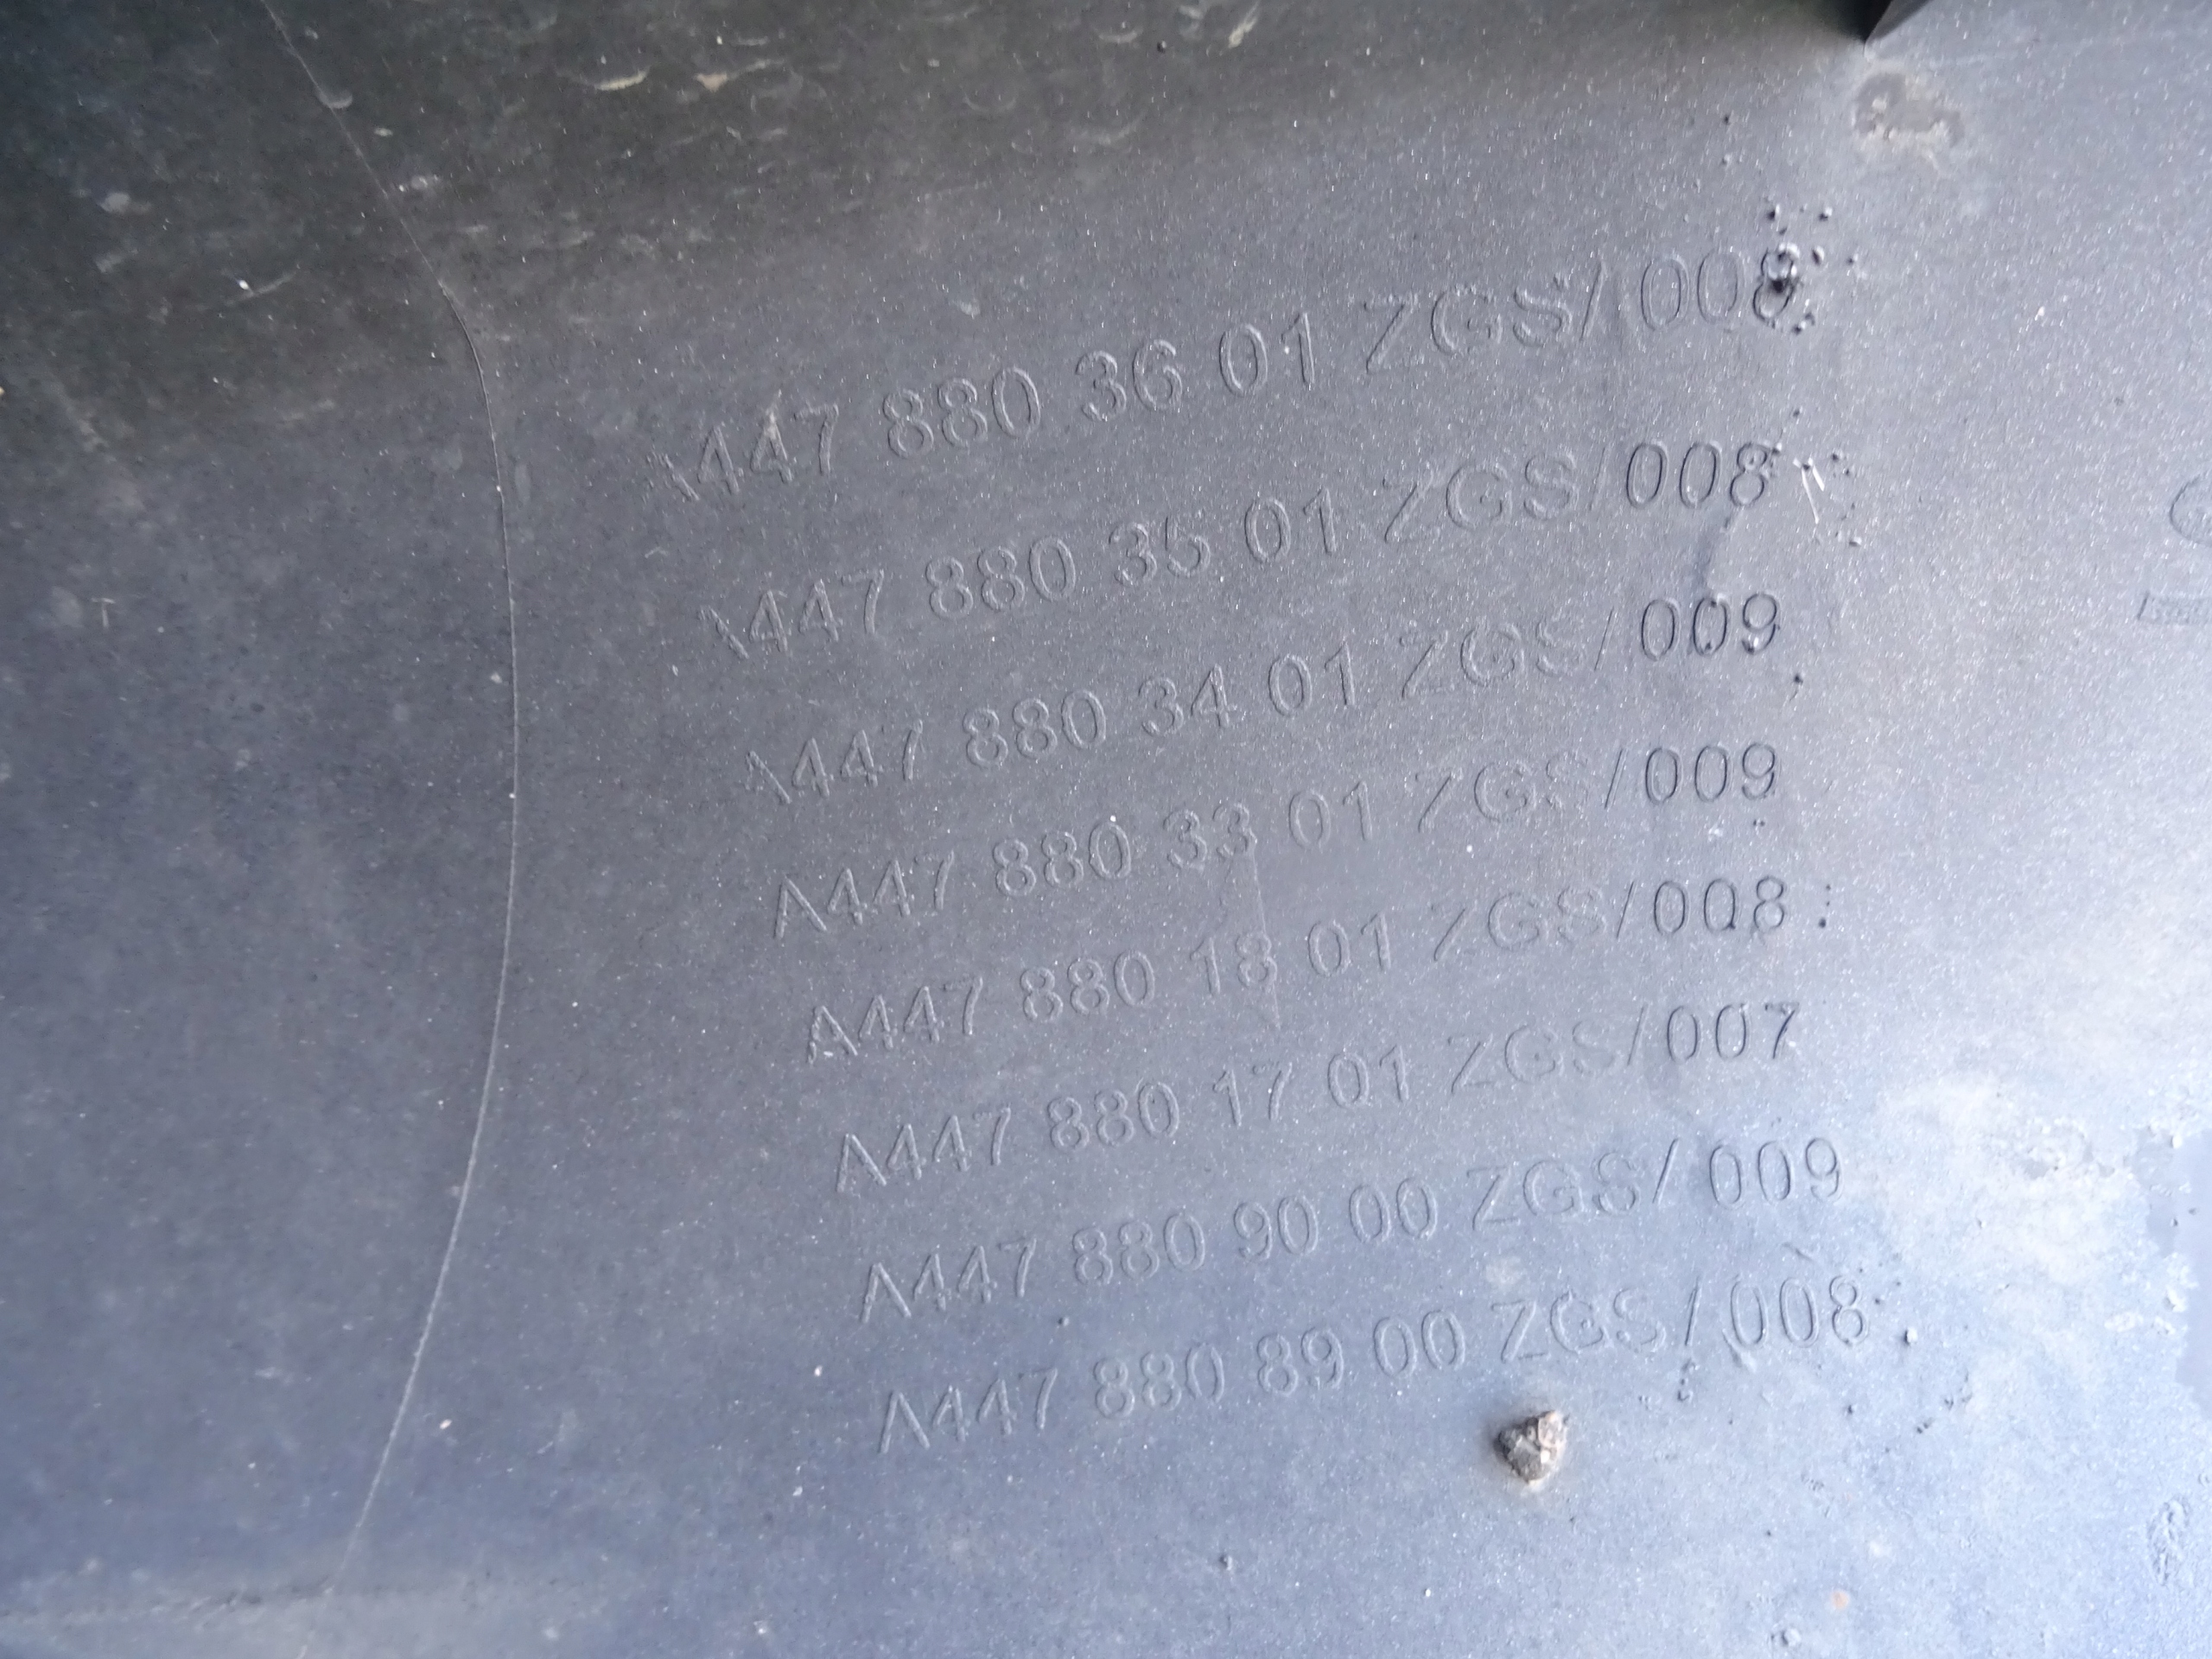 A447 880 36 01 ZGS/008
A447 880 35 01 ZGS/008
A447 880 34 01 ZGS/009
A447 880 33 01 ZGS/009
A447 880 18 01 ZGS/008
A447 880 17 01 ZGS/007
A447 880 90 00 ZGS/009
A447 880 89 00 ZGS/008